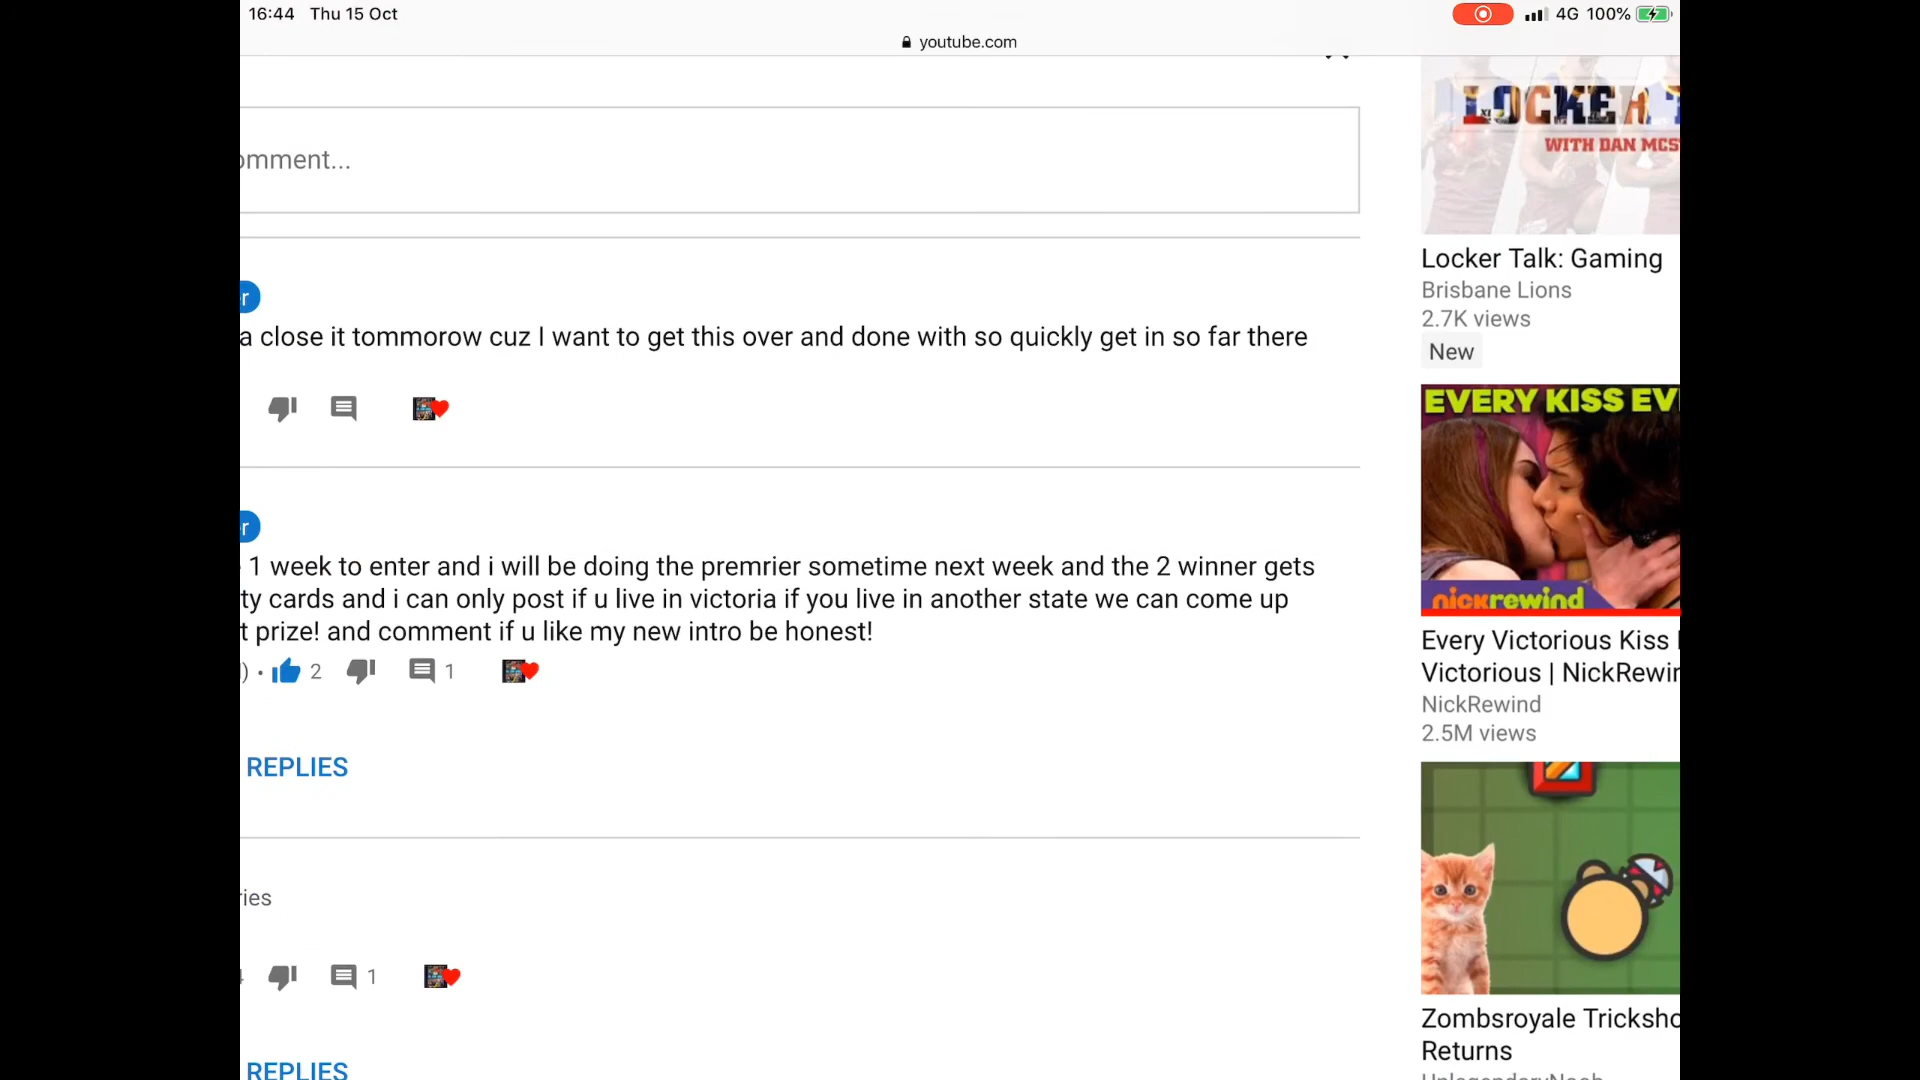 16:44 Thu 15 Oct
4G 100%
youtube.com
omment...
a close it tommorow cuz I want to get this over and done with so quickly get in so far there
1 week to enter and i will be doing the premrier sometime next week and the 2 winner gets
ty cards and i can only post if u live in victoria if you live in another state we can come up
t prize! and comment if u like my new intro be honest!
2
1
REPLIES
ries
1
REPLIES
LOCKER T
WITH DAN MCS
Locker Talk: Gaming
Brisbane Lions
2.7K views
New
EVERY KISS EV
nickrewind
Every Victorious Kiss
Victorious | NickRewin
NickRewind
2.5M views
Zombsroyale Tricksho
Returns
UnlegendaryNoob